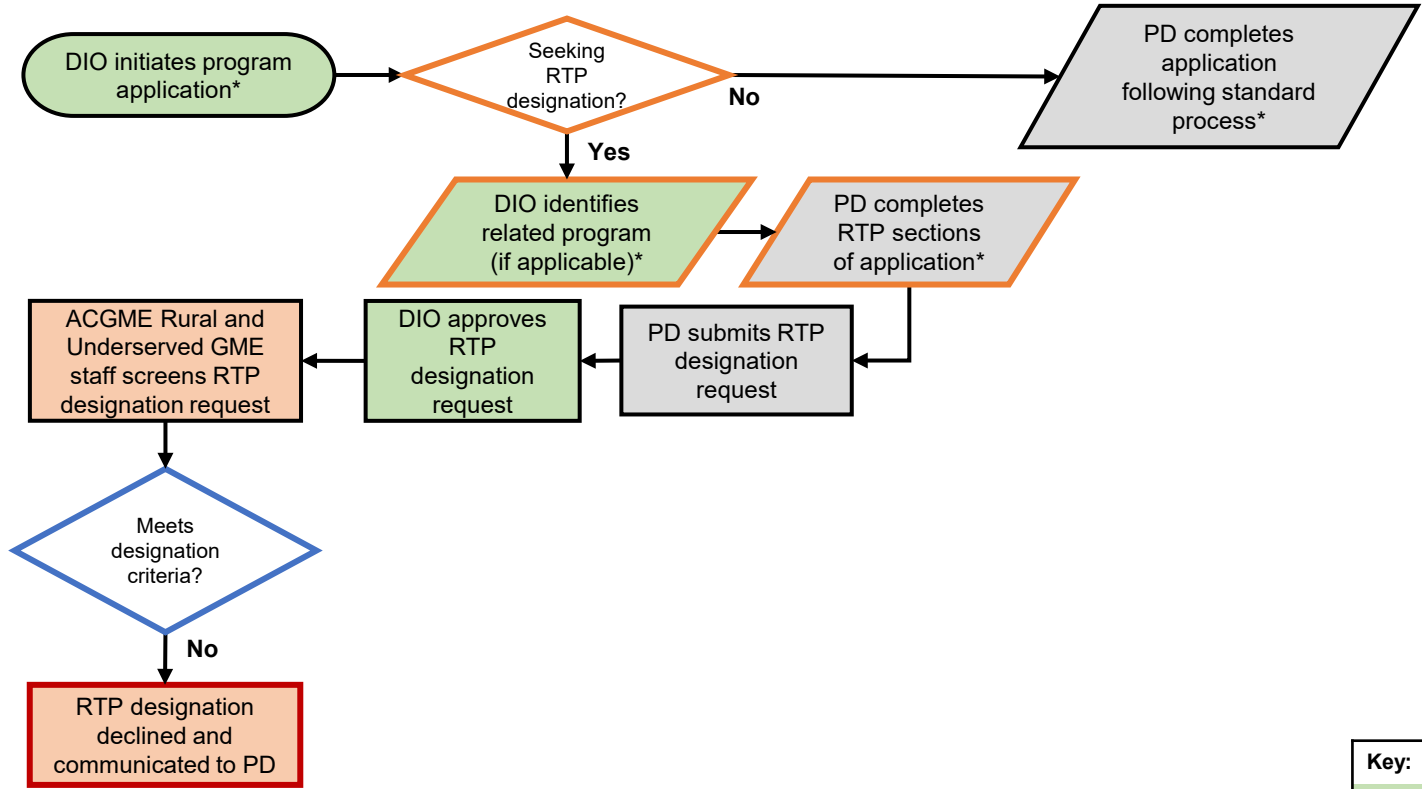 DIO initiates program
application*
Seeking
RTP
designation?
No
PD completes
application
following standard
process*
Yes
DIO identifies
related program
(if applicable)*
PD completes
RTP sections
of application*
ACGME Rural and
Underserved GME
staff screens RTP
designation request
DIO approves
RTP
designation
request
PD submits RTP
designation
request
Meets
designation
criteria?
No
RTP designation
declined and
communicated to PD
Key: